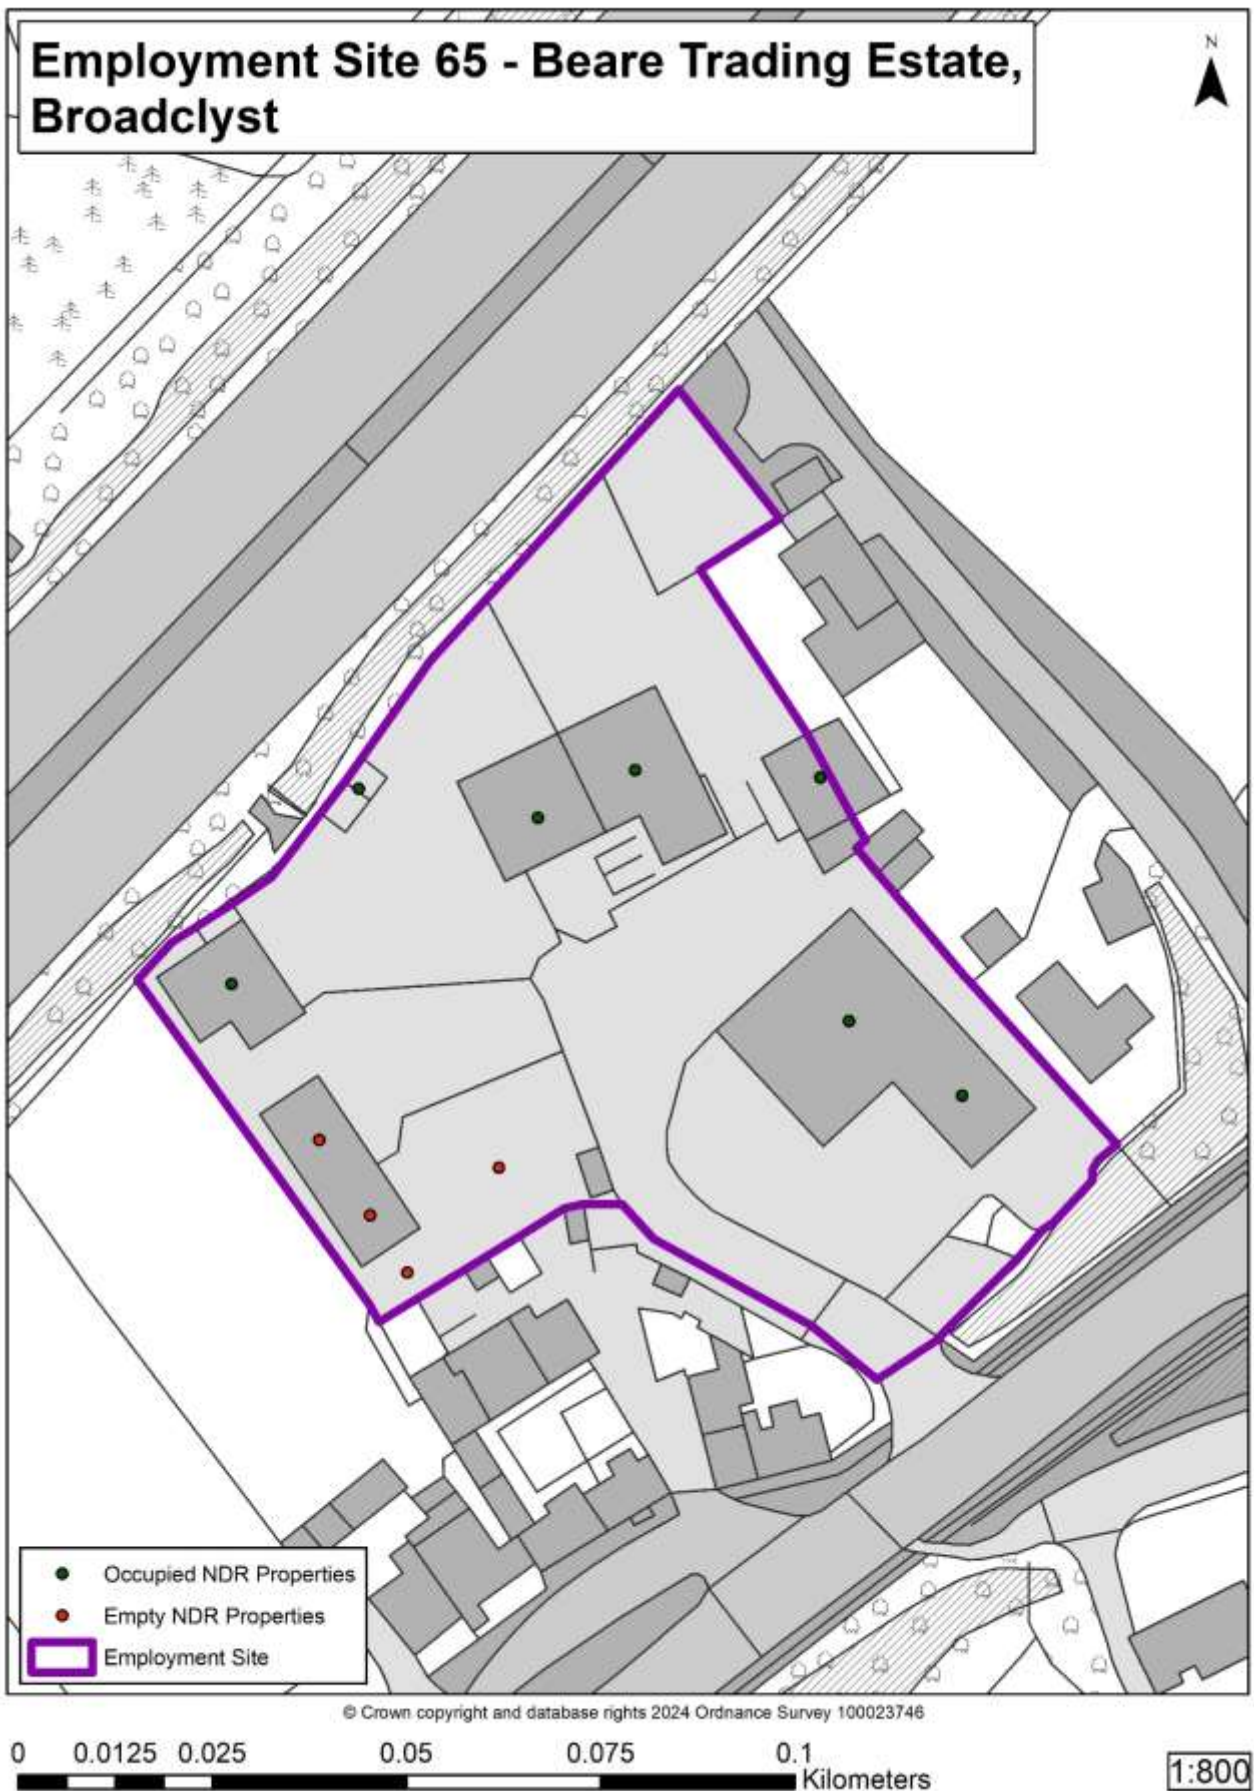 Employment Site 65 - Beare Trading Estate,
Broadclyst
N
Occupied NDR Properties
Empty NDR Properties
Employment Site
© Crown copyright and database rights 2024 Ordnance Survey 100023746
0 0.0125 0.025 0.05 0.075 0.1
Kilometers
1:800